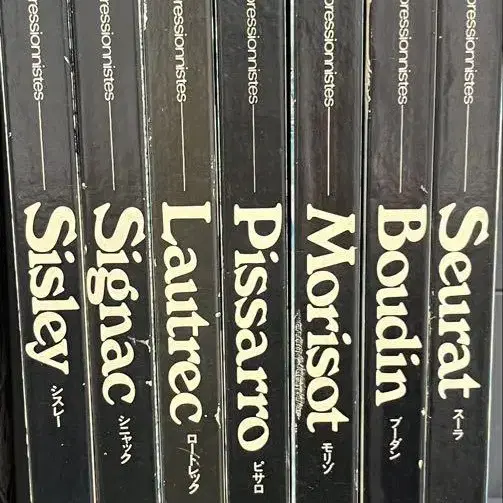 pressionnistes Sisley シスレー
pressionnistes Signac シニャック
pressionnistes Lautrec ロートレック
pressionnistes Pissarro ピサロ
pressionnistes Morisot モリゾ
pressionnistes Boudin ブーダン
pressionnistes Seurat スーラ